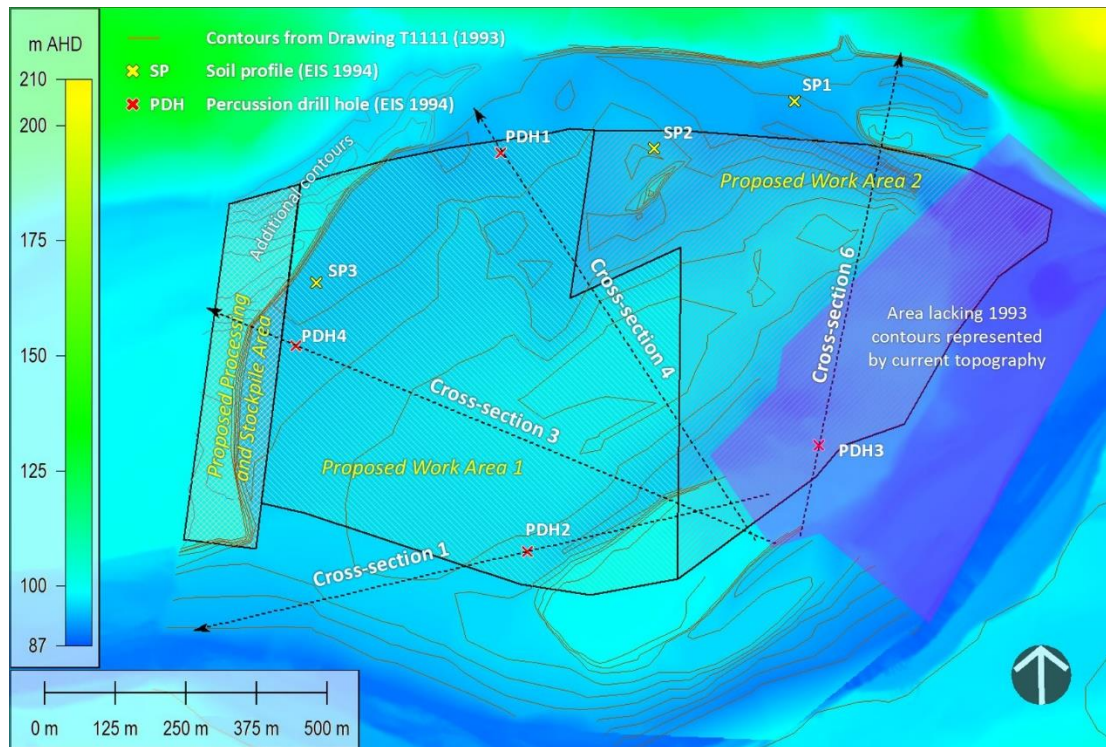 m AHD
210
200
175
150
125
100
87
Contours from Drawing T1111 (1993)
SP Soil profile (EIS 1994)
PDH Percussion drill hole (EIS 1994)
SP1
SP2
PDH1
Proposed Work Area 2
Additional contours
SP3
PDH4
Cross-section 4
Cross-section 6
Area lacking 1993
contours represented
by current topography
Proposed Processing
and Stockpile Area
Cross-section 3
Proposed Work Area 1
PDH3
PDH2
Cross-section 1
0 m 125 m 250 m 375 m 500 m